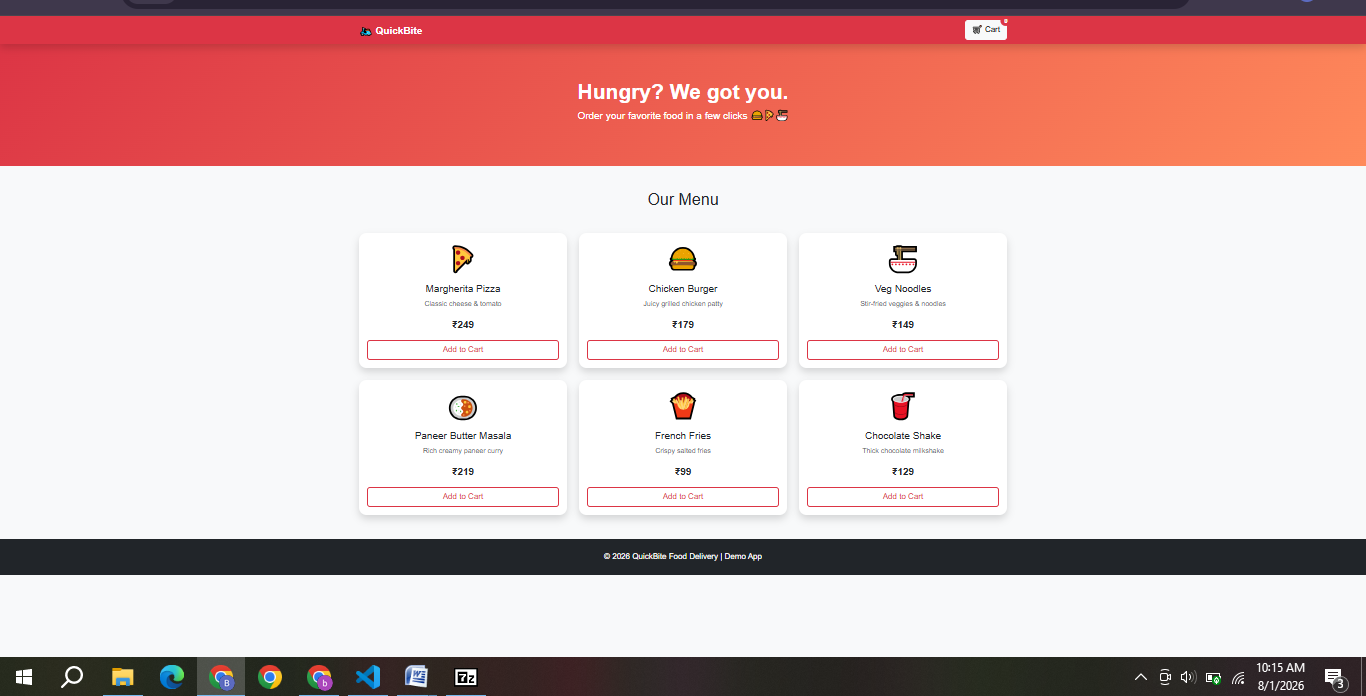 QuickBite
Cart
Hungry? We got you.
Order your favorite food in a few clicks 🍔🍕🍜
Our Menu
Margherita Pizza
Classic cheese & tomato
₹249
Add to Cart
Chicken Burger
Juicy grilled chicken patty
₹179
Add to Cart
Veg Noodles
Stir-fried veggies & noodles
₹149
Add to Cart
Paneer Butter Masala
Rich creamy paneer curry
₹219
Add to Cart
French Fries
Crispy salted fries
₹99
Add to Cart
Chocolate Shake
Thick chocolate milkshake
₹129
Add to Cart
© 2026 QuickBite Food Delivery | Demo App
B
b
W
7z
10:15 AM
8/1/2026
3